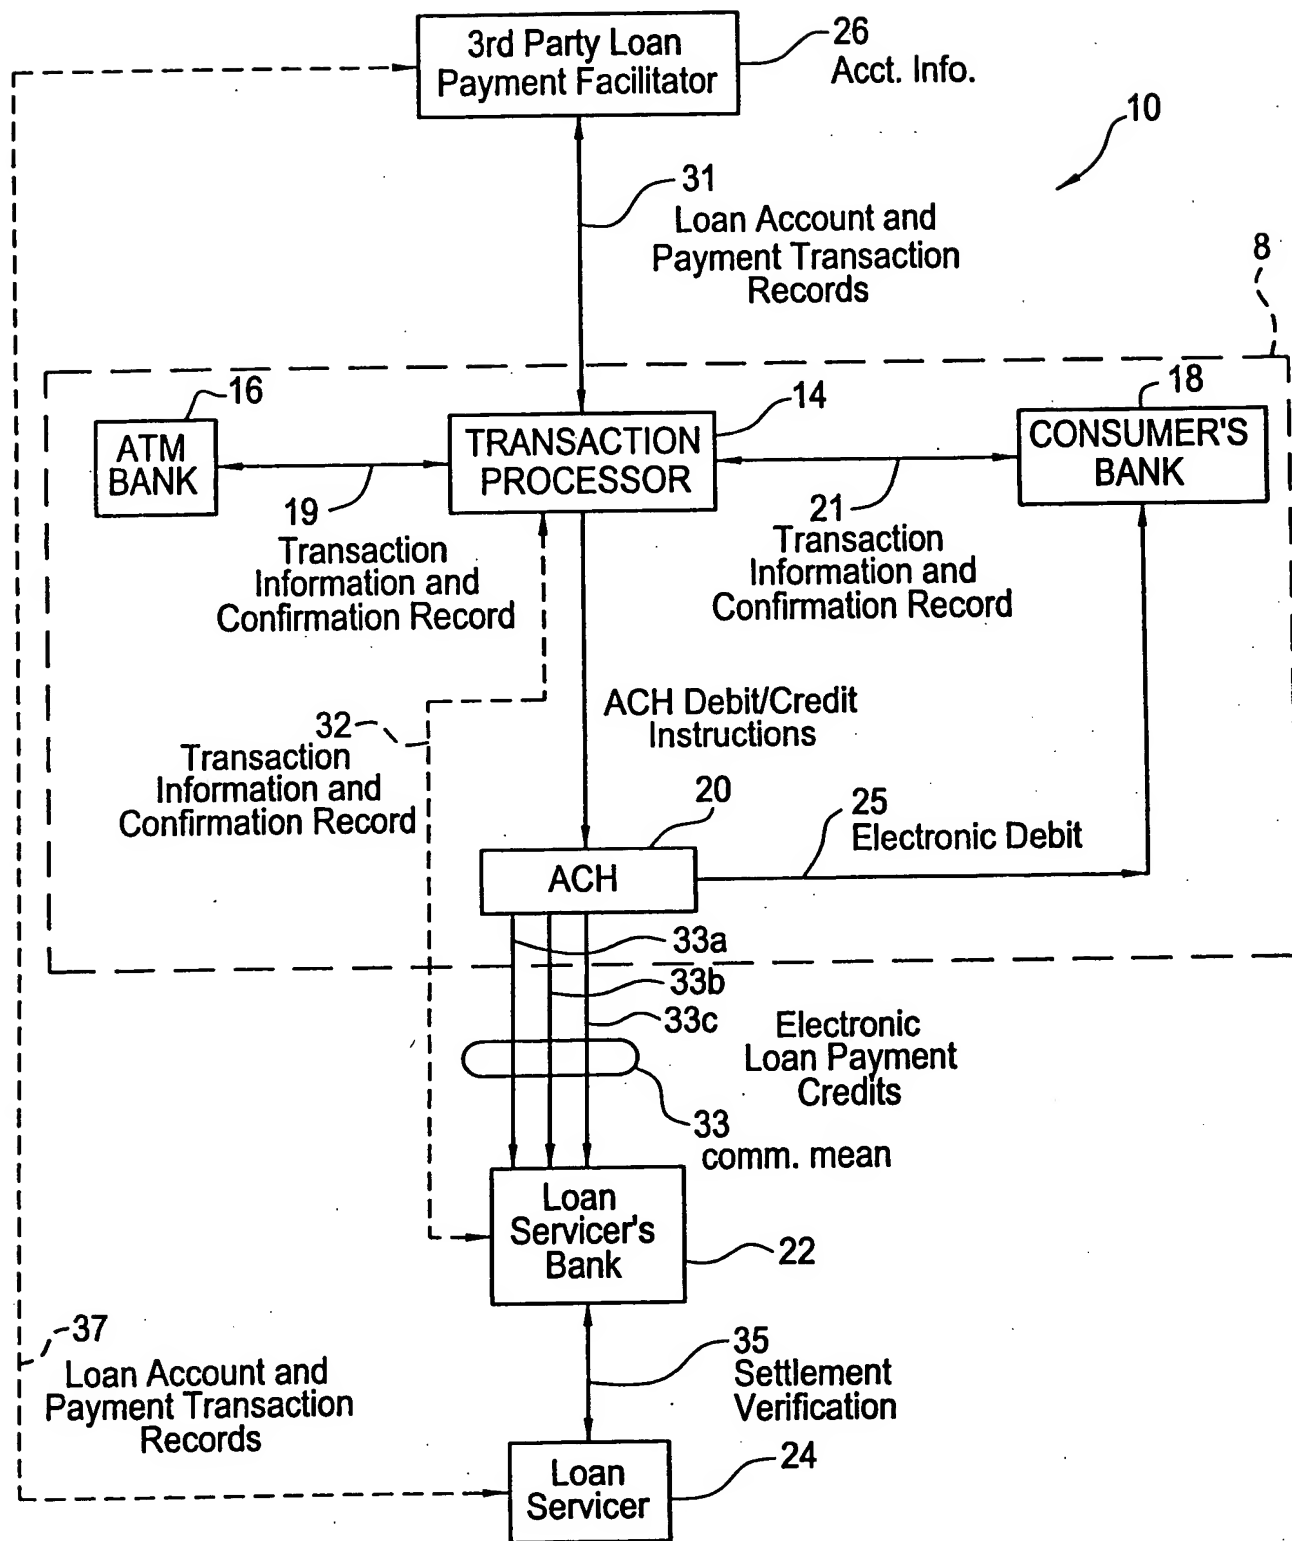 3rd Party Loan
Payment Facilitator
26
Acct. Info.
10
31
Loan Account and
Payment Transaction
Records
8
16
ATM
BANK
14
TRANSACTION
PROCESSOR
18
CONSUMER'S
BANK
19
Transaction
Information and
Confirmation Record
21
Transaction
Information and
Confirmation Record
32
Transaction
Information and
Confirmation Record
ACH Debit/Credit
Instructions
20
ACH
25
Electronic Debit
33a
33b
33c
Electronic
Loan Payment
Credits
33
comm. mean
Loan
Servicer's
Bank
22
37
Loan Account and
Payment Transaction
Records
35
Settlement
Verification
Loan
Servicer
24